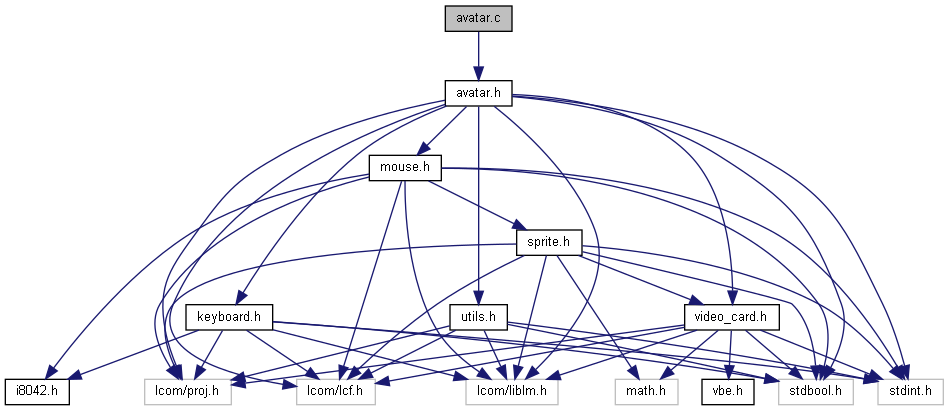 avatar.c
avatar.h
mouse.h
sprite.h
keyboard.h
utils.h
video_card.h
i8042.h
lcom/proj.h
lcom/lcf.h
lcom/liblm.h
math.h
vbe.h
stdbool.h
stdint.h